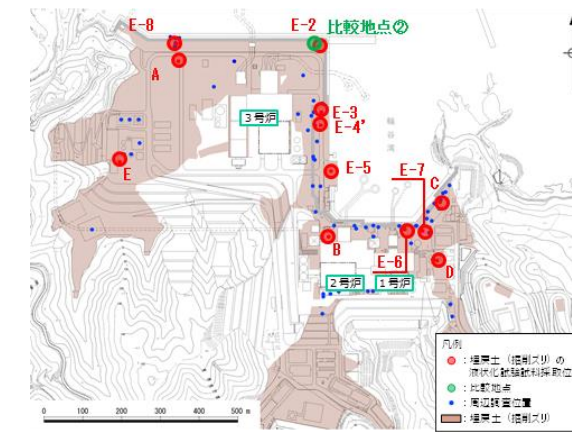 E-8
E-2 比較地点②
A
3号炉
E-3
E-4'
E-5
E
E-7
C
B
E-6
D
2号炉 1号炉
凡例
：埋戻土（掘削ズリ）の
液状化試験試料採取位
：比較地点
：周辺調査位置
：埋戻土（掘削ズリ）
0 100 200 300 400 500 m